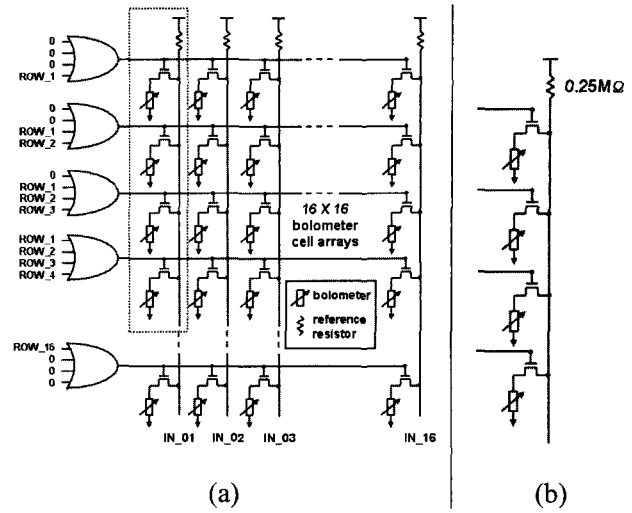 0
0
0
ROW_1
0
0
ROW_1
ROW_2
0
ROW_1
ROW_2
ROW_3
ROW_1
ROW_2
ROW_3
ROW_4
ROW_16
0
0
0
16 X 16
bolometer
cell arrays
bolometer
reference
resistor
IN_01 IN_02 IN_03 IN_16
(a)
0.25MΩ
(b)